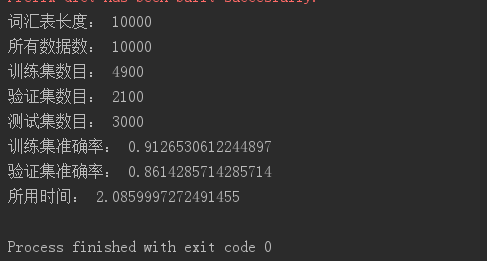 Prefix dict has been built succesfully.
词汇表长度： 10000
所有数据数： 10000
训练集数目： 4900
验证集数目： 2100
测试集数目： 3000
训练集准确率： 0.9126530612244897
验证集准确率： 0.8614285714285714
所用时间： 2.0859997272491455
Process finished with exit code 0